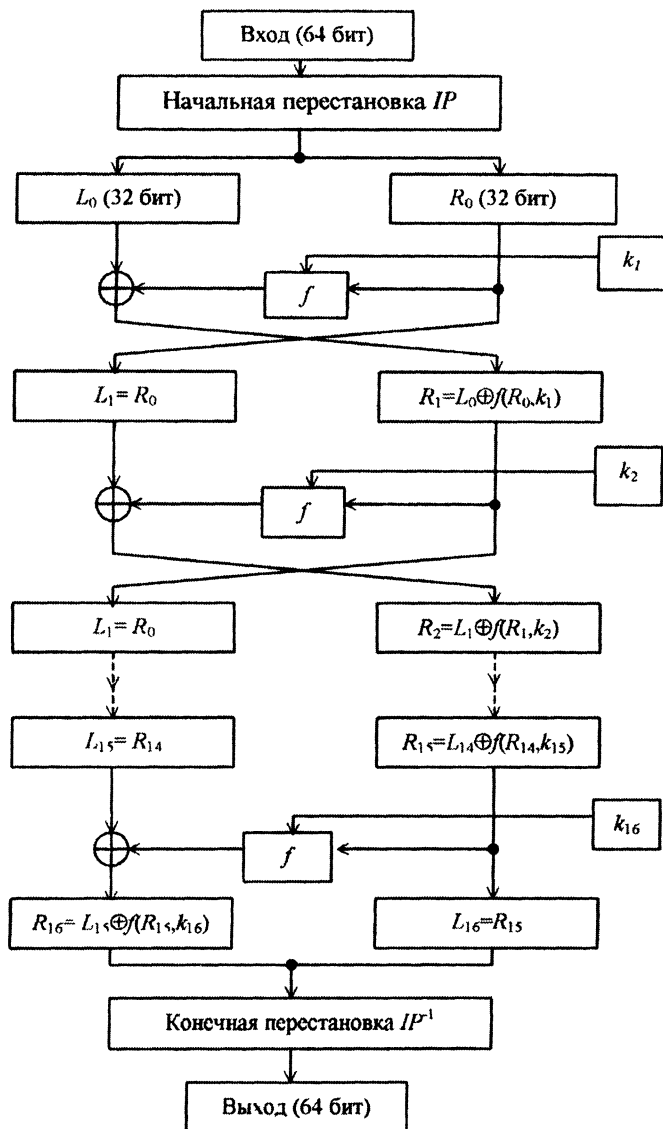 Вход (64 бит)
Начальная перестановка IP
L₀ (32 бит)
R₀ (32 бит)
k₁
f
L₁= R₀
R₁=L₀⊕f(R₀,k₁)
k₂
f
L₁= R₀
R₂=L₁⊕f(R₁,k₂)
L₁₅= R₁₄
R₁₅=L₁₄⊕f(R₁₄,k₁₅)
k₁₆
f
R₁₆= L₁₅⊕f(R₁₅,k₁₆)
L₁₆=R₁₅
Конечная перестановка IP⁻¹
Выход (64 бит)